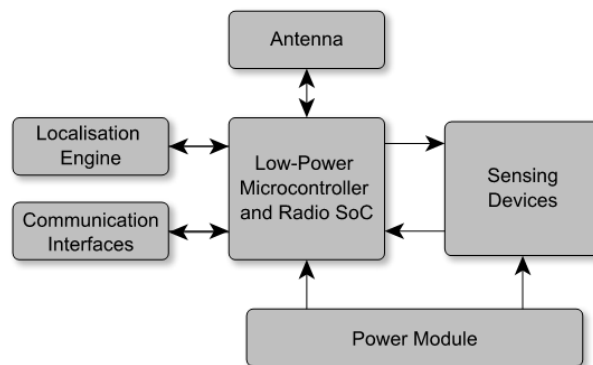 Antenna
Localisation
Engine
Low-Power
Microcontroller
and Radio SoC
Sensing
Devices
Communication
Interfaces
Power Module